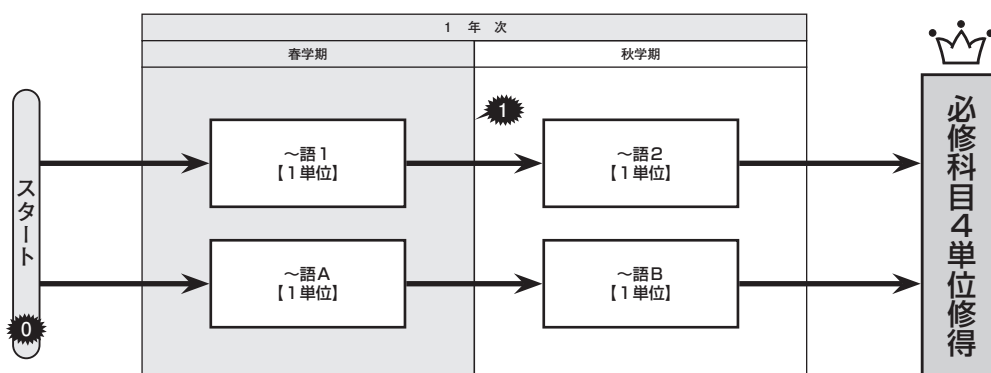 1 年 次
春学期
秋学期
スタート
0
1
～語1
【1単位】
～語2
【1単位】
～語A
【1単位】
～語B
【1単位】
必修科目4単位修得